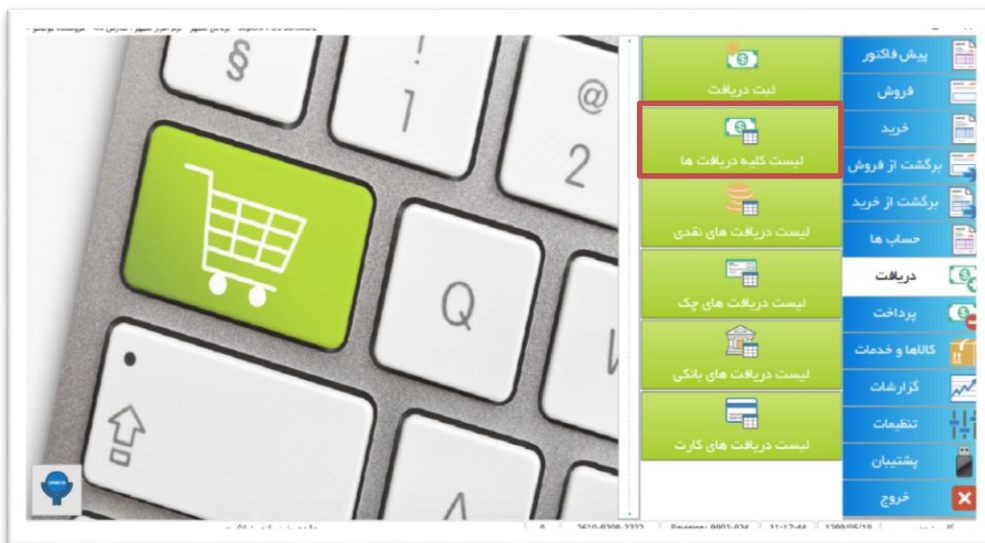 پیش فاکتور
فروش
خرید
برگشت از فروش
برگشت از خرید
حساب ها
دریافت
پرداخت
کالاها و خدمات
گزارشات
تنظیمات
پشتیبان
خروج
ثبت دریافت
لیست کلیه دریافت ها
لیست دریافت های نقدی
لیست دریافت های چک
لیست دریافت های بانکی
لیست دریافت های کارت
§
!
1
@
2
Q